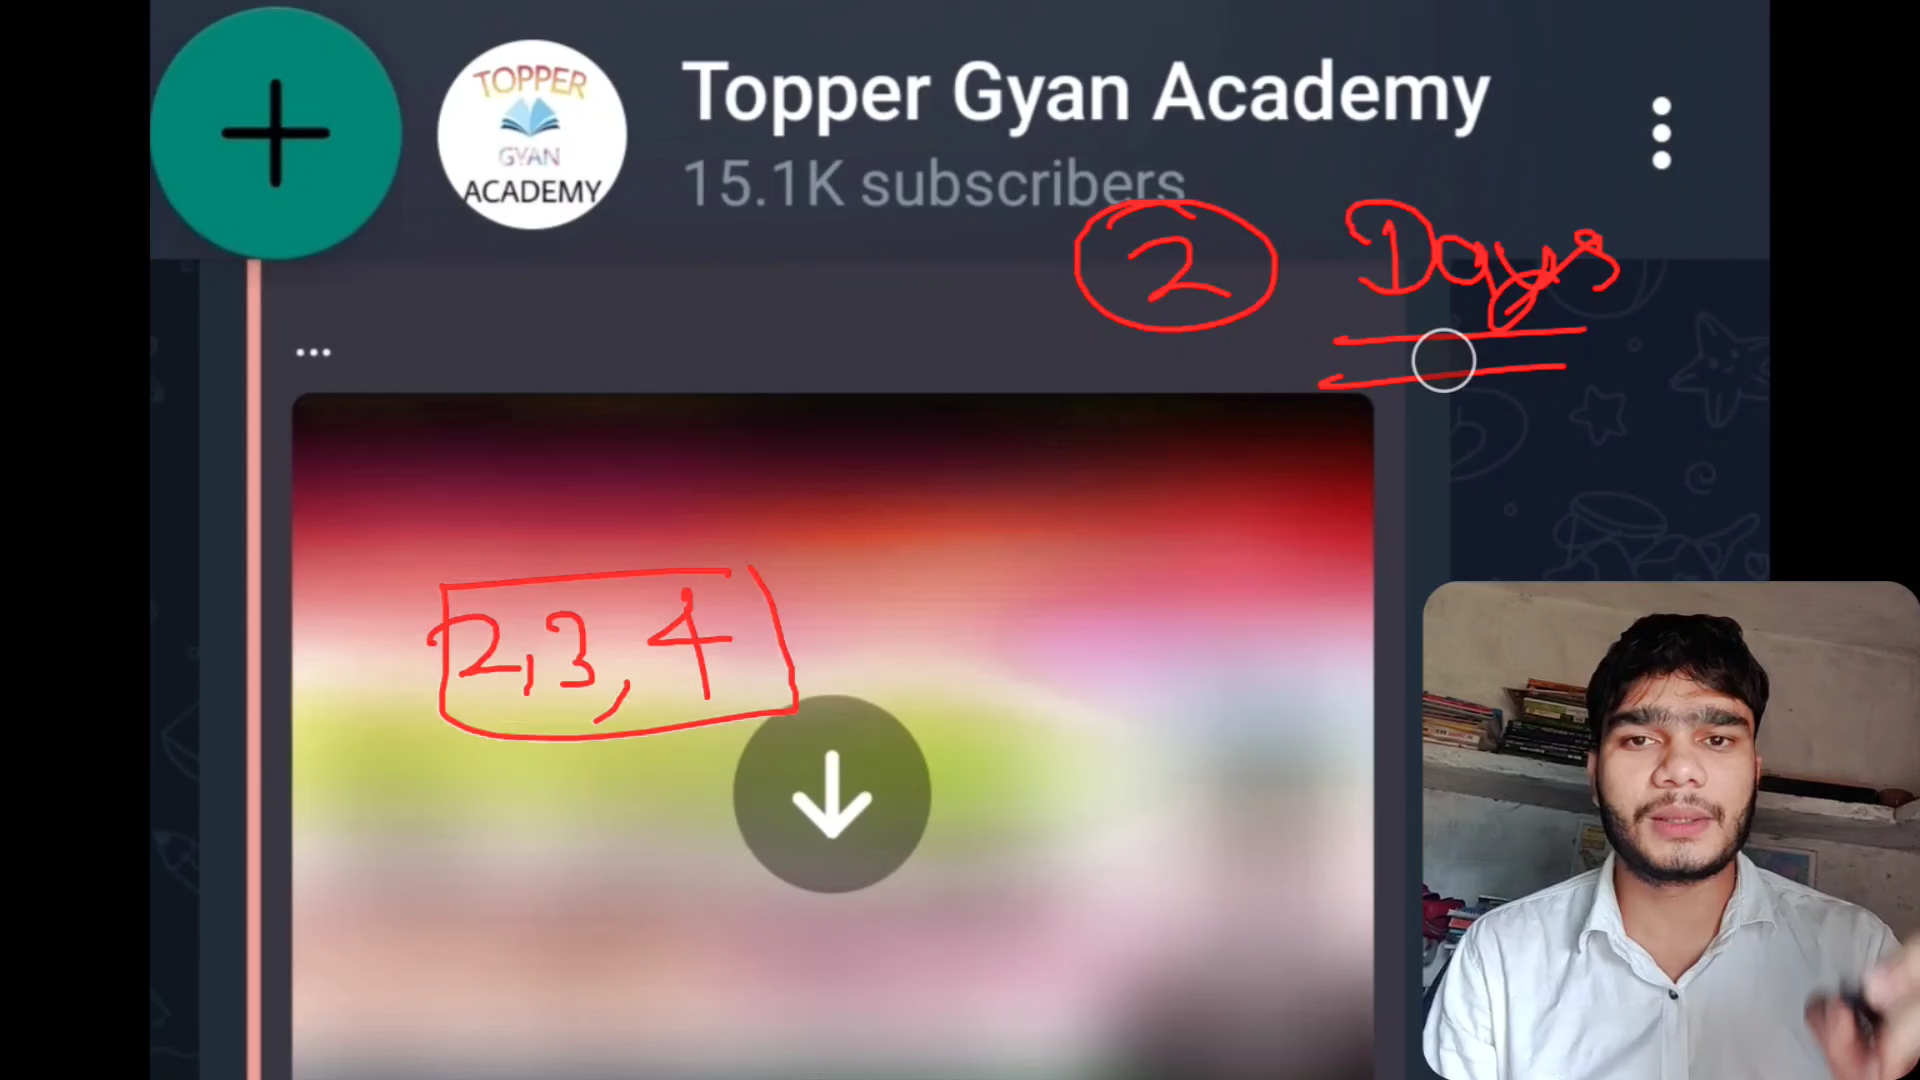 TOPPER
GYAN
ACADEMY
Topper Gyan Academy
15.1K subscribers
2 Days
...
2, 3, 4